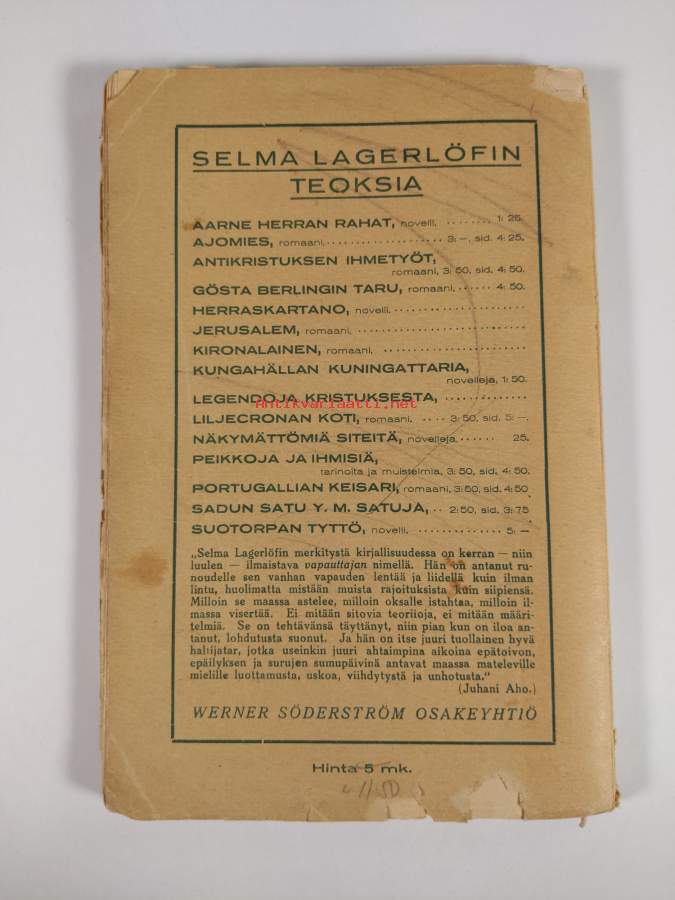 SELMA LAGERLÖFIN
TEOKSIA
AARNE HERRAN RAHAT, novelli. ........ 1: 25.
AJOMIES, romaani. .................... 3: —, sid. 4: 25.
ANTIKRISTUKSEN IHMETYÖT,
romaani, 3: 50, sid. 4: 50.
GÖSTA BERLINGIN TARU, romaani. ...... 4: 50.
HERRASKARTANO, novelli. ......................
JERUSALEM, romaani. ............................
KIRONALAINEN, romaani. ....................
KUNGAHÄLLAN KUNINGATTARIA,
novelleja, 1: 50.
LEGENDOJA KRISTUKSESTA, ..............
Antikvariaatti.net
LILJECRONAN KOTI, romaani. .... 3: 50, sid. 5: —.
NÄKYMÄTTÖMIÄ SITEITÄ, novelleja. ...... 25.
PEIKKOJA JA IHMISIÄ,
tarinoita ja muistelmia, 3: 50, sid. 4: 50.
PORTUGALLIAN KEISARI, romaani, 3: 50, sid. 4: 50
SADUN SATU Y. M. SATUJA, .. 2: 50, sid. 3: 75
SUOTORPAN TYTTÖ, novelli. .............. 5: —
„Selma Lagerlöfin merkitystä kirjallisuudessa on kerran — niin
luulen — ilmaistava vapauttajan nimellä. Hän on antanut ru-
noudelle sen vanhan vapauden lentää ja liidellä kuin ilman
lintu, huolimatta mistään muista rajoituksista kuin siipiensä.
Milloin se maassa astelee, milloin oksalle istahtaa, milloin il-
massa visertää. Ei mitään sitovia teorioja, ei mitään määri-
telmiä. Se on tehtävänsä täyttänyt, niin pian kun on iloa an-
tanut, lohdutusta suonut. Ja hän on itse juuri tuollainen hyvä
haltijatar, jotka useinkin juuri ahtaimpina aikoina epätoivon,
epäilyksen ja surujen sumupäivinä antavat maassa mateleville
mielille luottamusta, uskoa, viihdytystä ja unhotusta.“
(Juhani Aho.)
WERNER SÖDERSTRÖM OSAKEYHTIÖ
Hinta 5 mk.